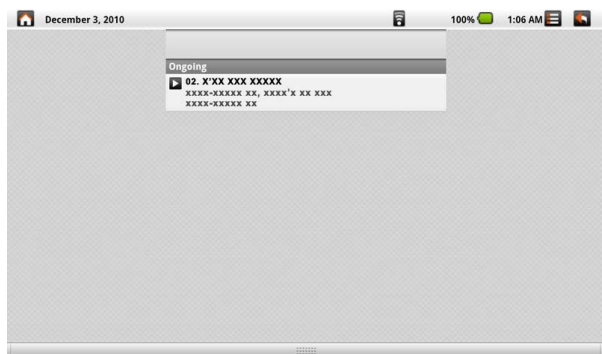 December 3, 2010 100% 1:06 AM
Ongoing
02. X'XX XXX XXXXX
xxxx-xxxxx xx, xxxx'x xx xxx
xxxx-xxxxx xx